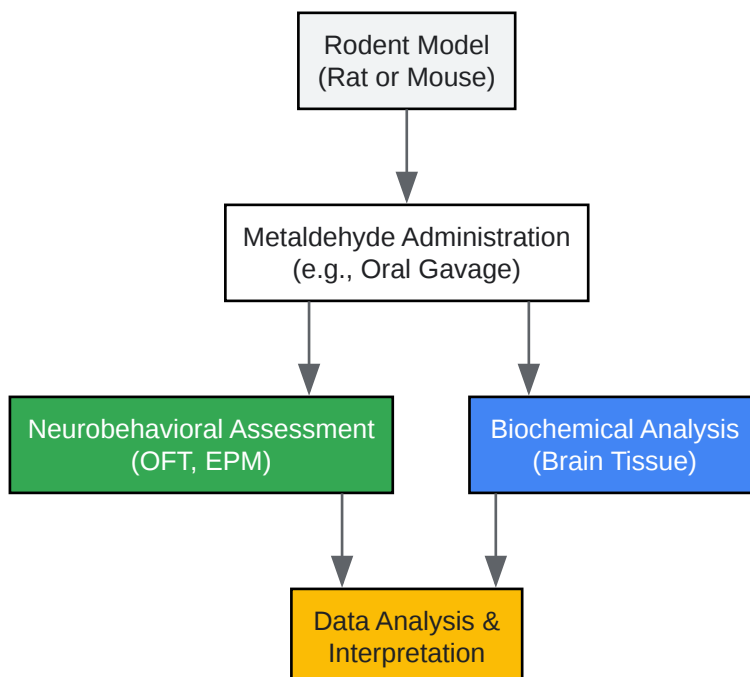 Rodent Model
(Rat or Mouse)
Metaldehyde Administration
(e.g., Oral Gavage)
Neurobehavioral Assessment
(OFT, EPM)
Biochemical Analysis
(Brain Tissue)
Data Analysis &
Interpretation